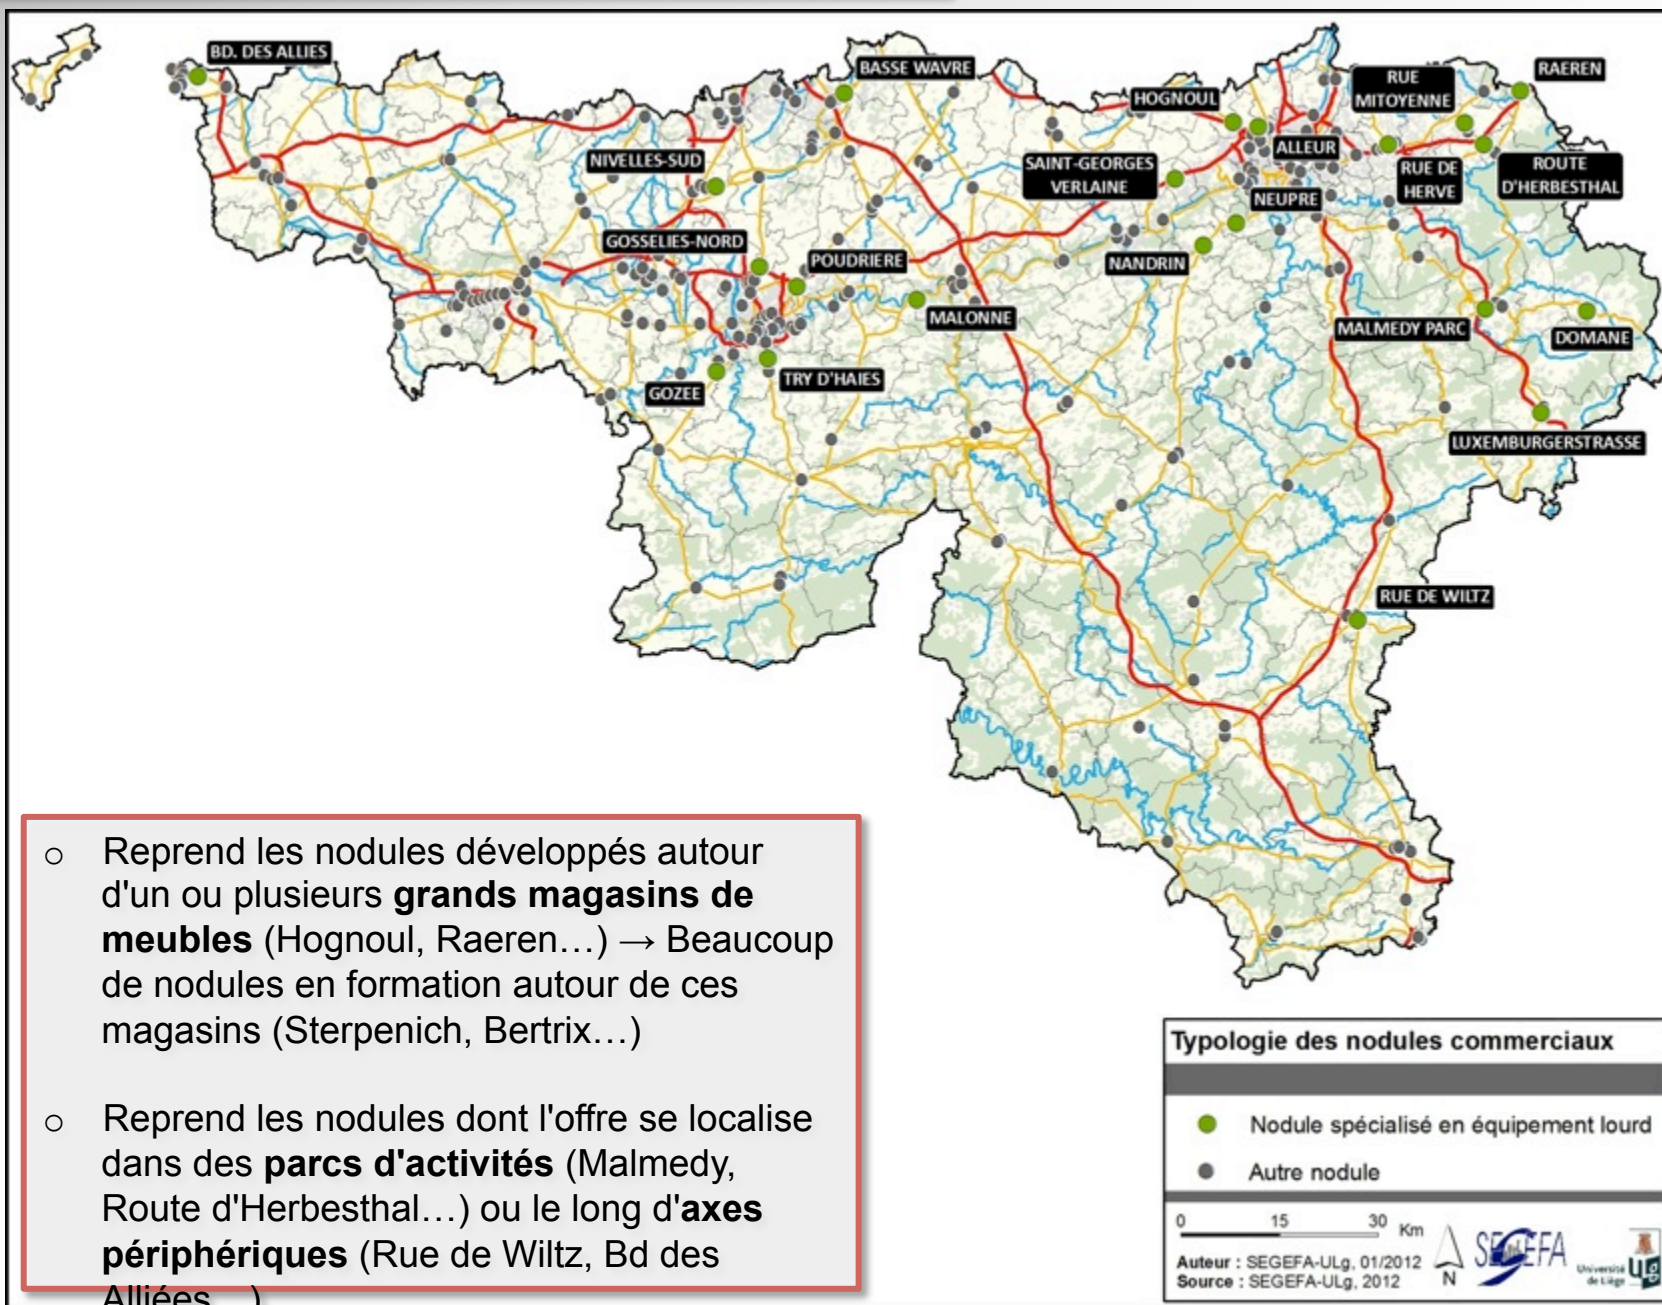 BD. DES ALLIES
BASSE WAVRE
RUE
MITOYENNE
RAEREN
HOGNOUL
ALLEUR
NIVELLES-SUD
SAINT-GEORGES
VERLAINE
RUE DE
HERVE
ROUTE
D'HERBESTHAL
NEUPRE
GOSSELIES-NORD
POUDRIERE
NANDRIN
MALONNE
MALMEDY PARC
DOMANE
GOZEE
TRY D'HAIES
LUXEMBURGERSTRASSE
RUE DE WILTZ
o Reprend les nodules développés autour
d'un ou plusieurs grands magasins de
meubles (Hognoul, Raeren…) → Beaucoup
de nodules en formation autour de ces
magasins (Sterpenich, Bertrix…)
o Reprend les nodules dont l'offre se localise
dans des parcs d'activités (Malmedy,
Route d'Herbesthal…) ou le long d'axes
périphériques (Rue de Wiltz, Bd des
Alliées…)
Typologie des nodules commerciaux
Nodule spécialisé en équipement lourd
Autre nodule
0 15 30 Km
Auteur : SEGEFA-ULg, 01/2012
Source : SEGEFA-ULg, 2012
N
SEGEFA
Université
de Liège
ULg